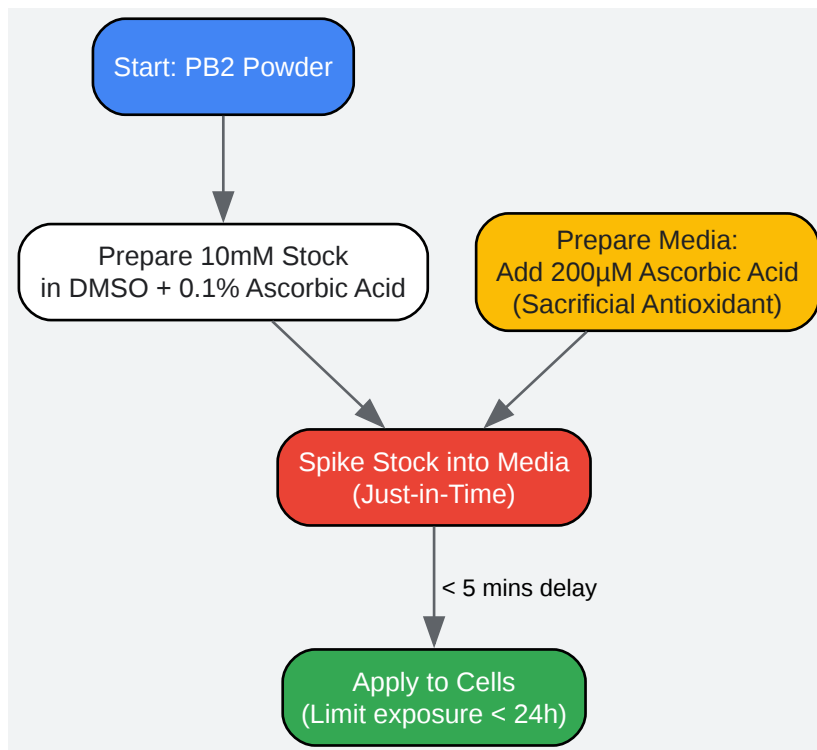 Start: PB2 Powder
Prepare 10mM Stock
in DMSO + 0.1% Ascorbic Acid
Prepare Media:
Add 200µM Ascorbic Acid
(Sacrificial Antioxidant)
Spike Stock into Media
(Just-in-Time)
< 5 mins delay
Apply to Cells
(Limit exposure < 24h)